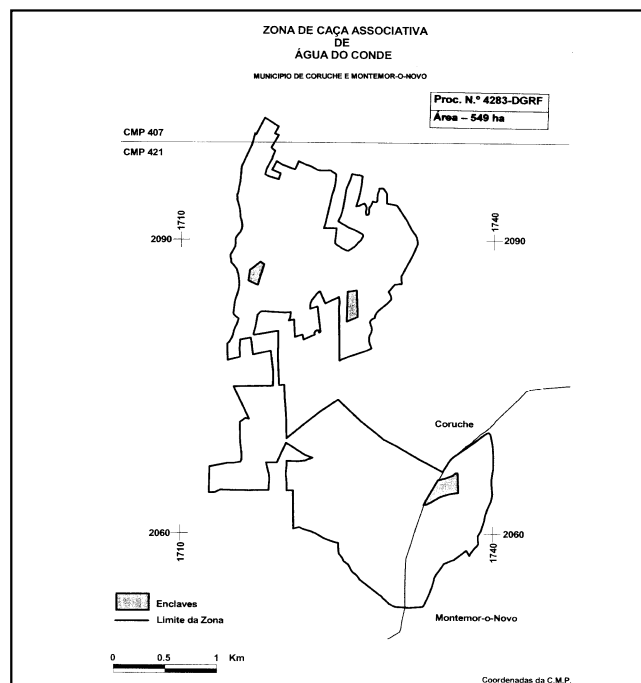 ZONA DE CAÇA ASSOCIATIVA
DE
ÁGUA DO CONDE
MUNICIPIO DE CORUCHE E MONTEMOR-O-NOVO
Proc. N.º 4283-DGRF
Área – 549 ha
CMP 407
CMP 421
1710
2090
1740
2090
Coruche
2060
1710
2060
1740
Enclaves
Limite da Zona
Montemor-o-Novo
0 0.5 1 Km
Coordenadas da C.M.P.